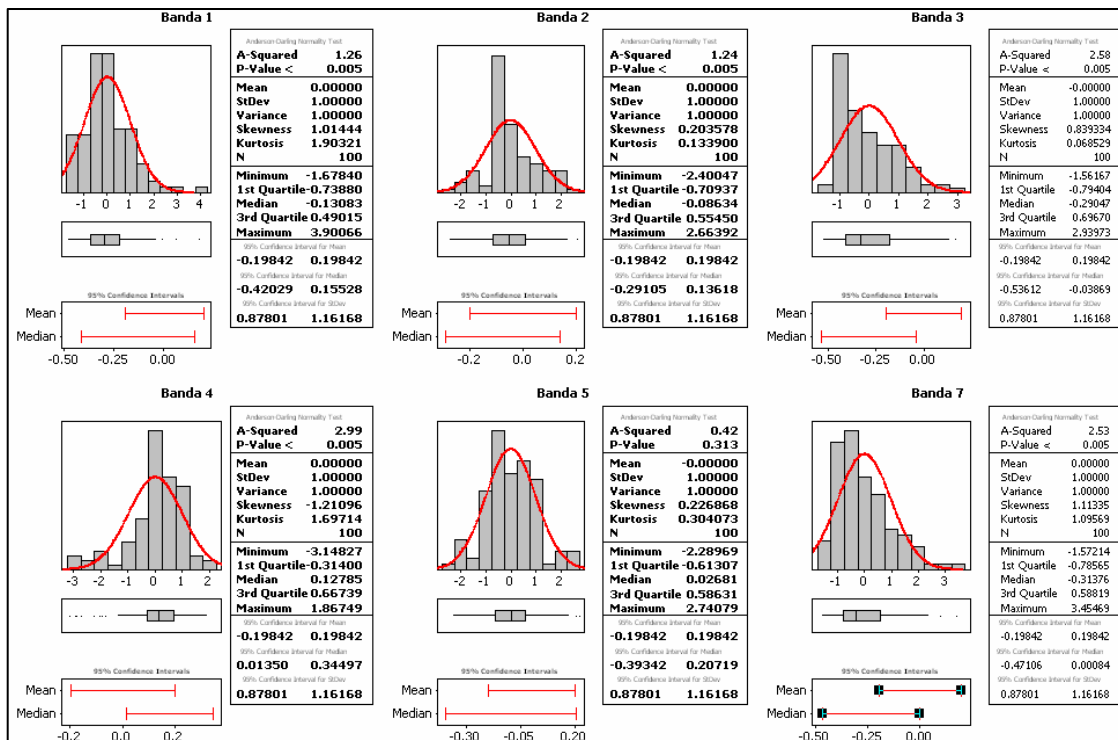 Banda 1
Anderson-Darling Normality Test
A-Squared 1.26
P-Value < 0.005
Mean 0.00000
StDev 1.00000
Variance 1.00000
Skewness 1.01444
Kurtosis 1.90321
N 100
Minimum -1.67840
1st Quartile -0.73880
Median -0.13083
3rd Quartile 0.49015
Maximum 3.90066
95% Confidence Interval for Mean
-0.19842 0.19842
95% Confidence Interval for Median
-0.42029 0.15528
95% Confidence Interval for StDev
0.87801 1.16168
-1 0 1 2 3 4
95% Confidence Intervals
Mean
Median
-0.50 -0.25 0.00
Banda 2
Anderson-Darling Normality Test
A-Squared 1.24
P-Value < 0.005
Mean 0.00000
StDev 1.00000
Variance 1.00000
Skewness 0.203578
Kurtosis 0.133900
N 100
Minimum -2.40047
1st Quartile -0.70937
Median -0.08634
3rd Quartile 0.55450
Maximum 2.66392
95% Confidence Interval for Mean
-0.19842 0.19842
95% Confidence Interval for Median
-0.29105 0.13618
95% Confidence Interval for StDev
0.87801 1.16168
-2 -1 0 1 2
95% Confidence Intervals
Mean
Median
-0.2 0.0 0.2
Banda 3
Anderson-Darling Normality Test
A-Squared 2.58
P-Value < 0.005
Mean -0.00000
StDev 1.00000
Variance 1.00000
Skewness 0.839334
Kurtosis 0.068529
N 100
Minimum -1.56167
1st Quartile -0.79404
Median -0.29047
3rd Quartile 0.69670
Maximum 2.93973
95% Confidence Interval for Mean
-0.19842 0.19842
95% Confidence Interval for Median
-0.53612 -0.03869
95% Confidence Interval for StDev
0.87801 1.16168
-1 0 1 2 3
95% Confidence Intervals
Mean
Median
-0.50 -0.25 0.00
Banda 4
Anderson-Darling Normality Test
A-Squared 2.99
P-Value < 0.005
Mean 0.00000
StDev 1.00000
Variance 1.00000
Skewness -1.21096
Kurtosis 1.69714
N 100
Minimum -3.14827
1st Quartile -0.31400
Median 0.12785
3rd Quartile 0.66739
Maximum 1.86749
95% Confidence Interval for Mean
-0.19842 0.19842
95% Confidence Interval for Median
0.01350 0.34497
95% Confidence Interval for StDev
0.87801 1.16168
-3 -2 -1 0 1 2
95% Confidence Intervals
Mean
Median
-0.2 0.0 0.2
Banda 5
Anderson-Darling Normality Test
A-Squared 0.42
P-Value 0.313
Mean -0.00000
StDev 1.00000
Variance 1.00000
Skewness 0.226868
Kurtosis 0.304073
N 100
Minimum -2.28969
1st Quartile -0.61307
Median 0.02681
3rd Quartile 0.58631
Maximum 2.74079
95% Confidence Interval for Mean
-0.19842 0.19842
95% Confidence Interval for Median
-0.39342 0.20719
95% Confidence Interval for StDev
0.87801 1.16168
-2 -1 0 1 2
95% Confidence Intervals
Mean
Median
-0.30 -0.05 0.20
Banda 7
Anderson-Darling Normality Test
A-Squared 2.53
P-Value < 0.005
Mean 0.00000
StDev 1.00000
Variance 1.00000
Skewness 1.11335
Kurtosis 1.09569
N 100
Minimum -1.57214
1st Quartile -0.78565
Median -0.31376
3rd Quartile 0.58819
Maximum 3.45469
95% Confidence Interval for Mean
-0.19842 0.19842
95% Confidence Interval for Median
-0.47106 0.00084
95% Confidence Interval for StDev
0.87801 1.16168
-1 0 1 2 3
95% Confidence Intervals
Mean
Median
-0.50 -0.25 0.00